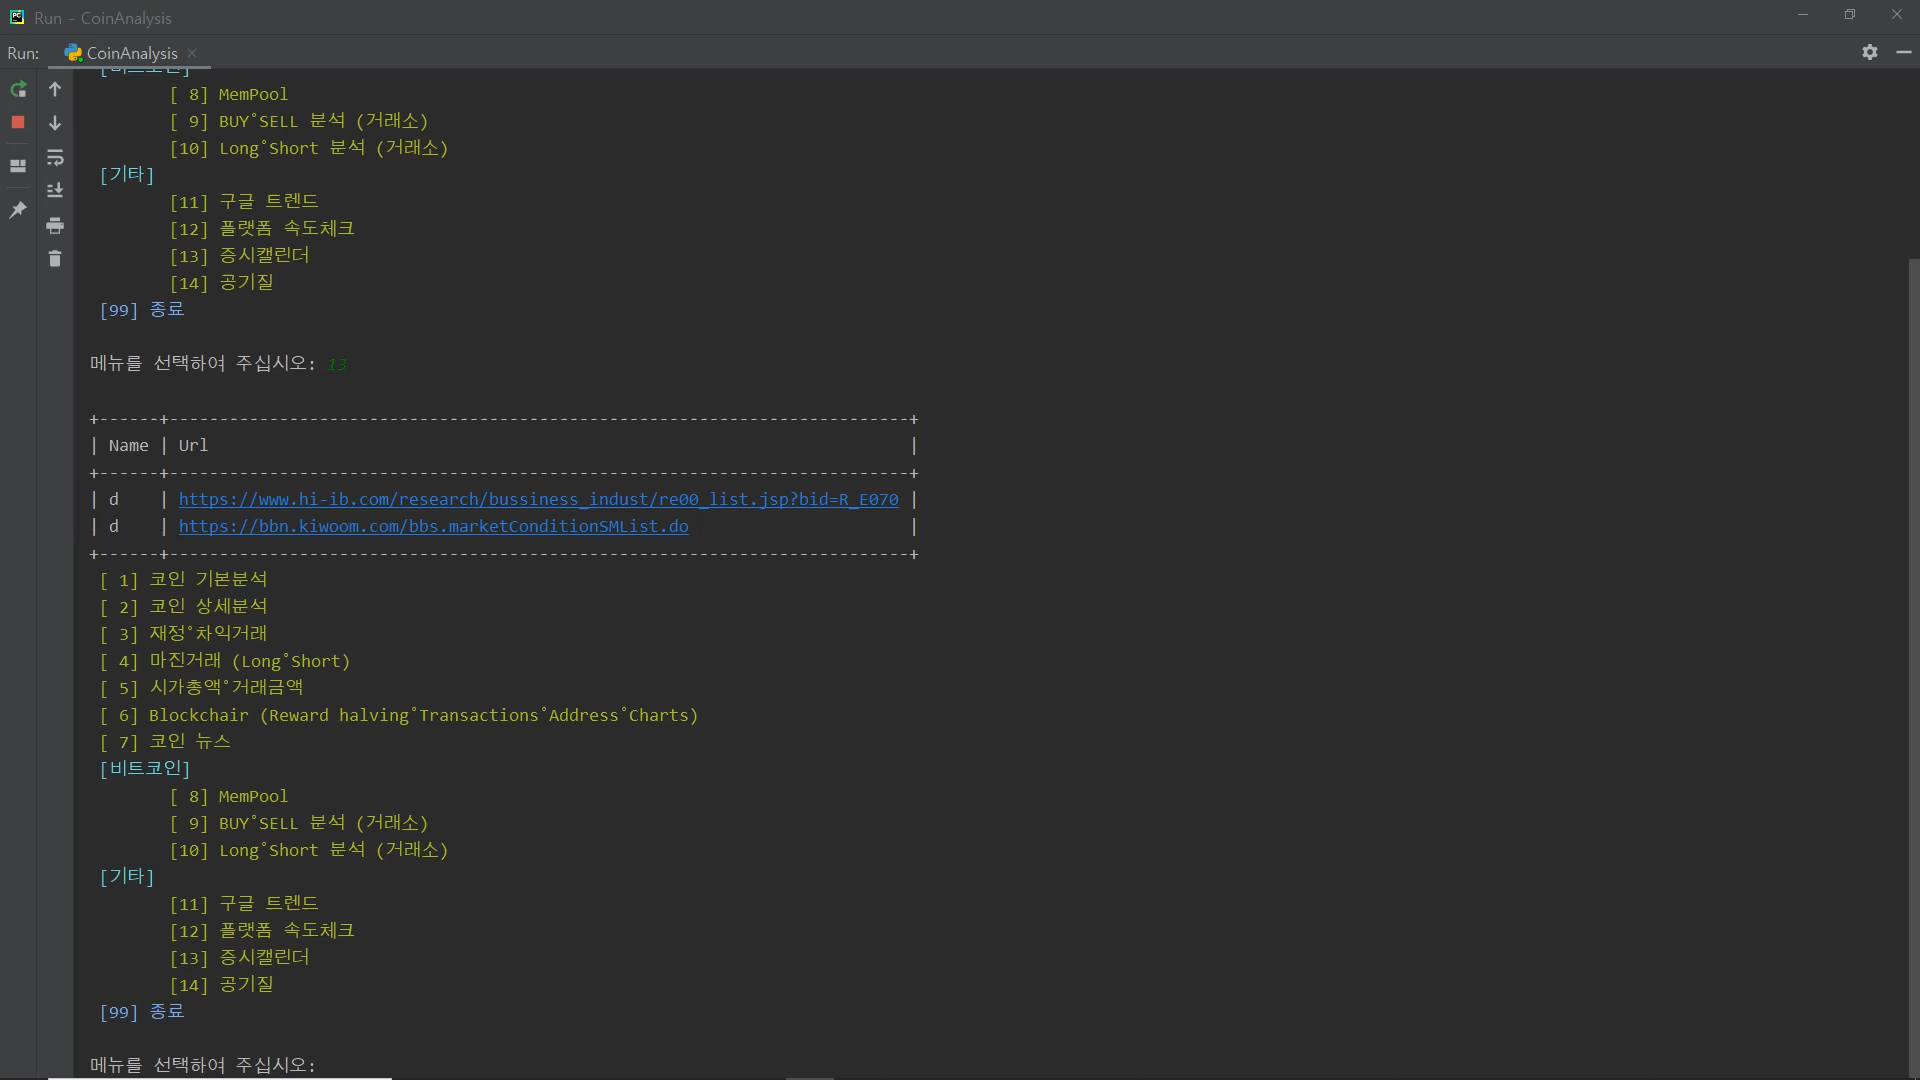 Run - CoinAnalysis
Run: CoinAnalysis
[비트코인]
[ 8] MemPool
[ 9] BUY°SELL 분석 (거래소)
[10] Long°Short 분석 (거래소)
[기타]
[11] 구글 트렌드
[12] 플랫폼 속도체크
[13] 증시캘린더
[14] 공기질
[99] 종료
메뉴를 선택하여 주십시오: 13
+------+--------------------------------------------------------------------------+
| Name | Url |
+------+--------------------------------------------------------------------------+
| d | https://www.hi-ib.com/research/bussiness_indust/re00_list.jsp?bid=R_E070 |
| d | https://bbn.kiwoom.com/bbs.marketConditionSMList.do |
+------+--------------------------------------------------------------------------+
[ 1] 코인 기본분석
[ 2] 코인 상세분석
[ 3] 재정°차익거래
[ 4] 마진거래 (Long°Short)
[ 5] 시가총액°거래금액
[ 6] Blockchair (Reward halving°Transactions°Address°Charts)
[ 7] 코인 뉴스
[비트코인]
[ 8] MemPool
[ 9] BUY°SELL 분석 (거래소)
[10] Long°Short 분석 (거래소)
[기타]
[11] 구글 트렌드
[12] 플랫폼 속도체크
[13] 증시캘린더
[14] 공기질
[99] 종료
메뉴를 선택하여 주십시오: